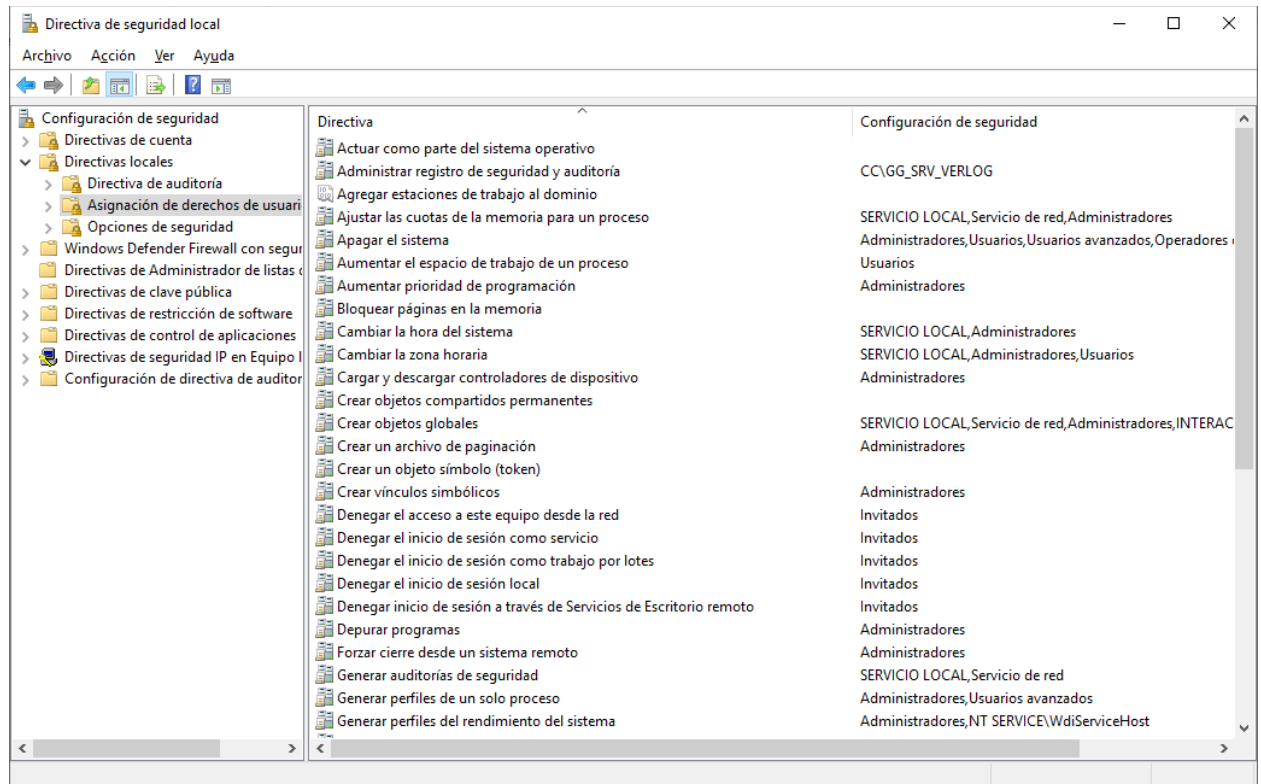 Directiva de seguridad local
Archivo Acción Ver Ayuda
Configuración de seguridad
Directivas de cuenta
Directivas locales
Directiva de auditoría
Asignación de derechos de usuari
Opciones de seguridad
Windows Defender Firewall con segur
Directivas de Administrador de listas
Directivas de clave pública
Directivas de restricción de software
Directivas de control de aplicaciones
Directivas de seguridad IP en Equipo l
Configuración de directiva de auditor
Directiva Configuración de seguridad
Actuar como parte del sistema operativo
Administrar registro de seguridad y auditoría CC\GG_SRV_VERLOG
Agregar estaciones de trabajo al dominio
Ajustar las cuotas de la memoria para un proceso SERVICIO LOCAL,Servicio de red,Administradores
Apagar el sistema Administradores,Usuarios,Usuarios avanzados,Operadores
Aumentar el espacio de trabajo de un proceso Usuarios
Aumentar prioridad de programación Administradores
Bloquear páginas en la memoria
Cambiar la hora del sistema SERVICIO LOCAL,Administradores
Cambiar la zona horaria SERVICIO LOCAL,Administradores,Usuarios
Cargar y descargar controladores de dispositivo Administradores
Crear objetos compartidos permanentes
Crear objetos globales SERVICIO LOCAL,Servicio de red,Administradores,INTERAC
Crear un archivo de paginación Administradores
Crear un objeto símbolo (token)
Crear vínculos simbólicos Administradores
Denegar el acceso a este equipo desde la red Invitados
Denegar el inicio de sesión como servicio Invitados
Denegar el inicio de sesión como trabajo por lotes Invitados
Denegar el inicio de sesión local Invitados
Denegar inicio de sesión a través de Servicios de Escritorio remoto Invitados
Depurar programas Administradores
Forzar cierre desde un sistema remoto Administradores
Generar auditorías de seguridad SERVICIO LOCAL,Servicio de red
Generar perfiles de un solo proceso Administradores,Usuarios avanzados
Generar perfiles del rendimiento del sistema Administradores,NT SERVICE\WdiServiceHost